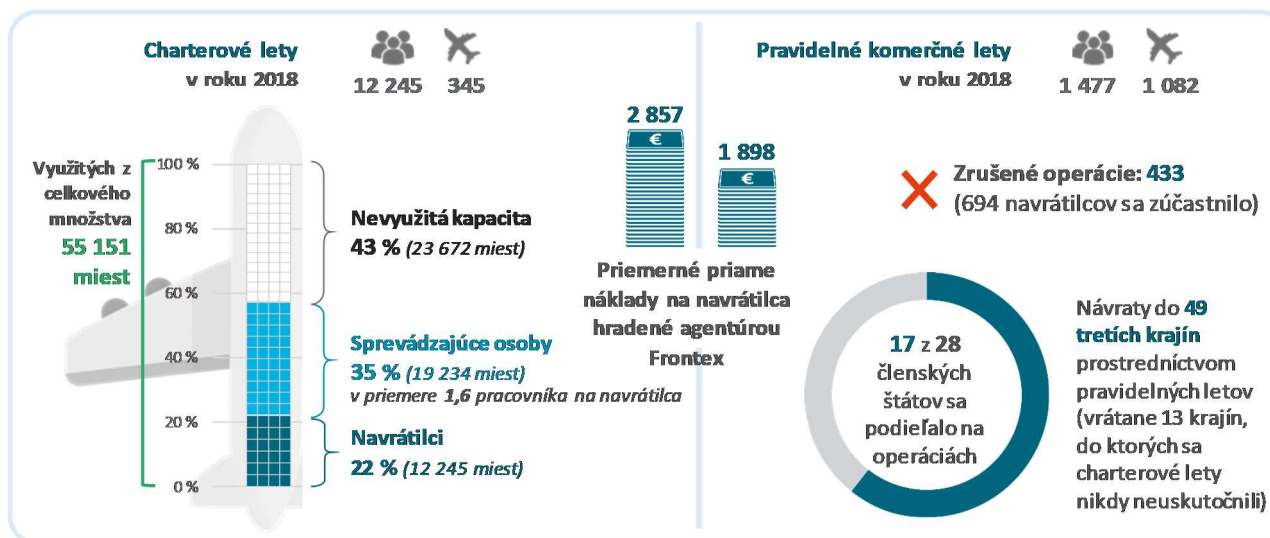 Charterové lety
v roku 2018
12 245
345
Využitých z
celkového
množstva
55 151
miest
100 %
80 %
60 %
40 %
20 %
0 %
Nevyužitá kapacita
43 % (23 672 miest)
Sprevádzajúce osoby
35 % (19 234 miest)
v priemere 1,6 pracovníka na navrátilca
Navrátilci
22 % (12 245 miest)
2 857
€
1 898
€
Priemerné priame
náklady na navrátilca
hradené agentúrou
Frontex
Pravidelné komerčné lety
v roku 2018
1 477
1 082
Zrušené operácie: 433
(694 navrátilcov sa zúčastnilo)
17 z 28
členských
štátov sa
podieľalo na
operáciách
Návraty do 49
tretích krajín
prostredníctvom
pravidelných letov
(vrátane 13 krajín,
do ktorých sa
charterové lety
nikdy neuskutočnili)